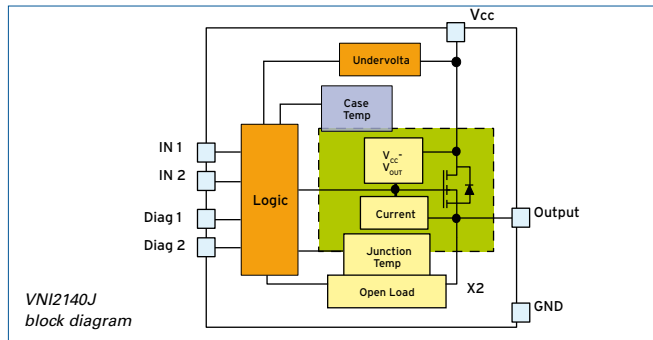 Vcc
Undervolta
Case
Temp
IN 1
IN 2
Diag 1
Diag 2
Logic
VCC-
VOUT
Current
Output
Junction
Temp
Open Load
X2
GND
VNI2140J
block diagram